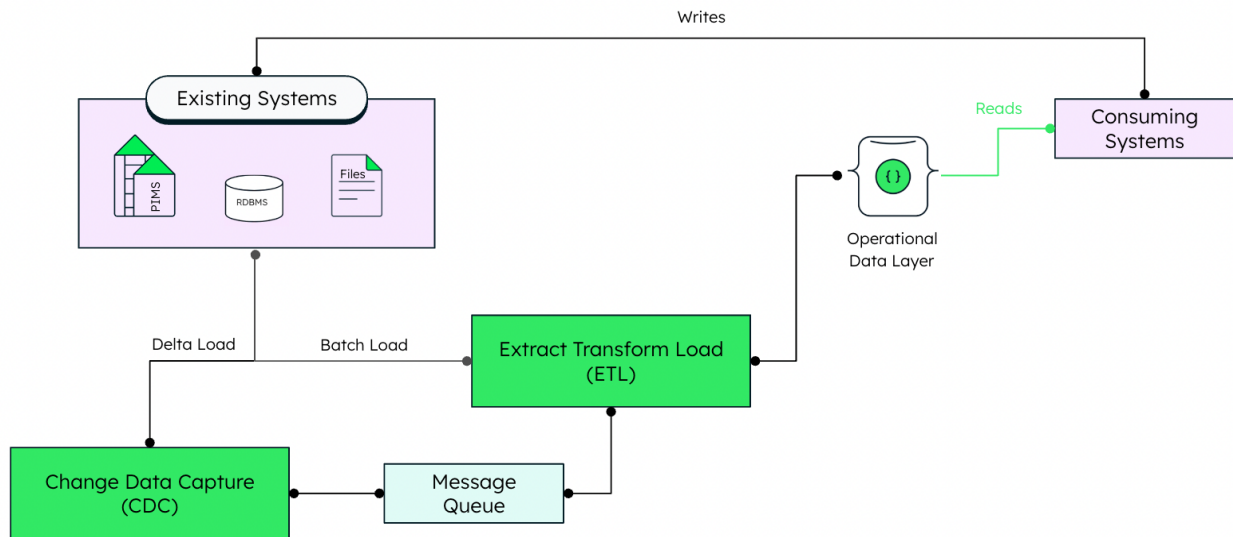 Writes
Existing Systems
PIMS
RDBMS
Files
Reads
Consuming
Systems
{ }
Operational
Data Layer
Delta Load
Batch Load
Extract Transform Load
(ETL)
Change Data Capture
(CDC)
Message
Queue